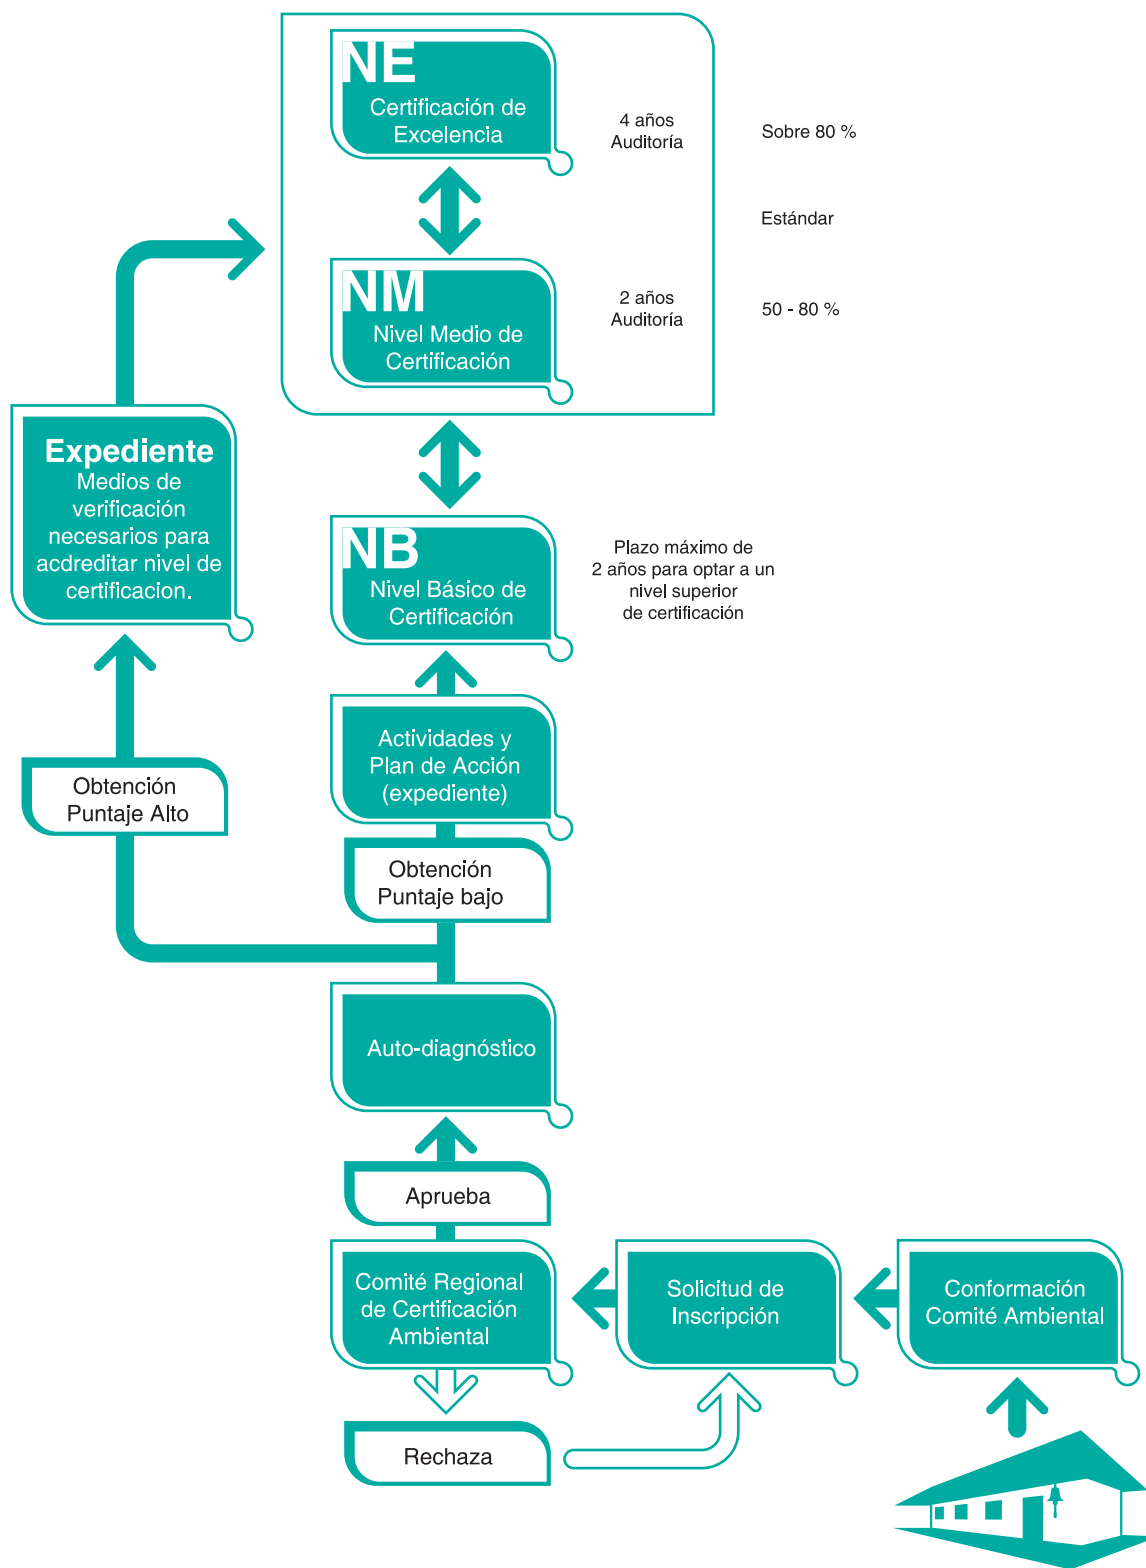 NE
Certificación de
Excelencia
4 años
Auditoría
Sobre 80 %
Estándar
NM
Nivel Medio de
Certificación
2 años
Auditoría
50 - 80 %
Expediente
Medios de
verificación
necesarios para
acdreditar nivel de
certificacion.
NB
Nivel Básico de
Certificación
Plazo máximo de
2 años para optar a un
nivel superior
de certificación
Actividades y
Plan de Acción
(expediente)
Obtención
Puntaje Alto
Obtención
Puntaje bajo
Auto-diagnóstico
Aprueba
Comité Regional
de Certificación
Ambiental
Solicitud de
Inscripción
Conformación
Comité Ambiental
Rechaza